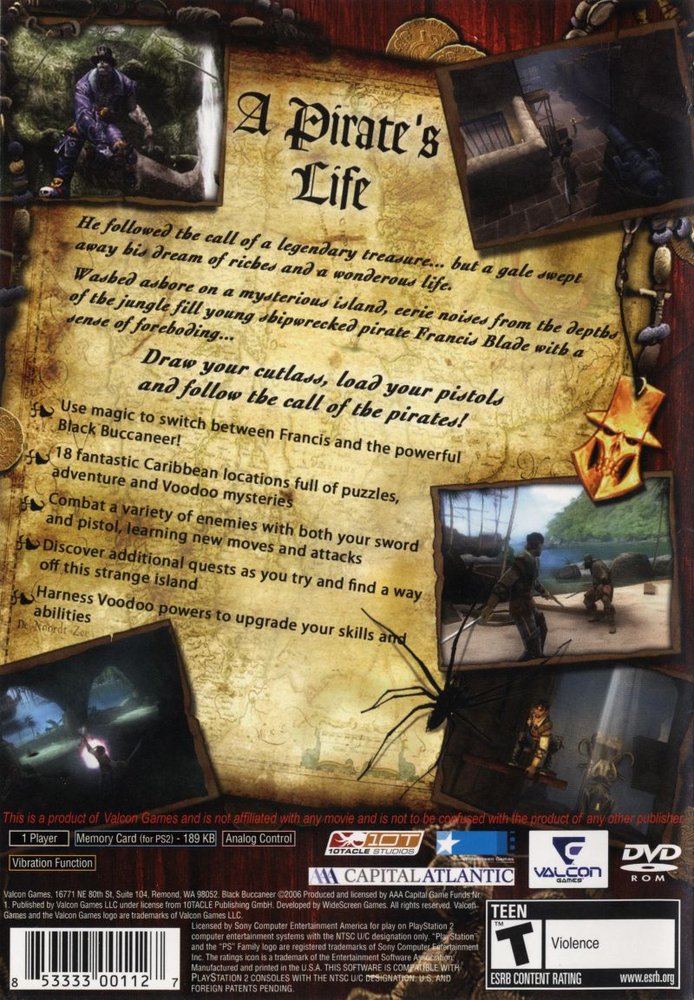 A Pirate's
Life
He followed the call of a legendary treasure... but a gale swept
away his dream of riches and a wonderous life.
Washed ashore on a mysterious island, eerie noises from the depths
of the jungle fill young shipwrecked pirate Francis Blade with a
sense of foreboding...
Draw your cutlass, load your pistols
and follow the call of the pirates!
Use magic to switch between Francis and the powerful
Black Buccaneer!
18 fantastic Caribbean locations full of puzzles,
adventure and Voodoo mysteries
Combat a variety of enemies with both your sword
and pistol, learning new moves and attacks
Discover additional quests as you try and find a way
off this strange island
Harness Voodoo powers to upgrade your skills and
abilities
De Noordt Zee
This is a product of Valcon Games and is not affiliated with any movie and is not to be confused with the product of any other publisher
1 Player
Memory Card (for PS2) - 189 KB
Analog Control
Vibration Function
10T
10TACLE STUDIOS
CAPITAL ATLANTIC
VALCON
GAMES
DVD
ROM
Valcon Games, 16771 NE 80th St, Suite 104, Remond, WA 98052. Black Buccaneer ©2006 Produced and licensed by AAA Capital Game Funds Nr.
1. Published by Valcon Games LLC under license from 10TACLE Publishing GmbH. Developed by WideScreen Games. All rights reserved. Valcon
Games and the Valcon Games logo are trademarks of Valcon Games LLC.
Licensed by Sony Computer Entertainment America for play on PlayStation 2
computer entertainment systems with the NTSC U/C designation only. "PlayStation"
and the "PS" Family logo are registered trademarks of Sony Computer Entertainment
Inc. The ratings icon is a trademark of the Entertainment Software Association.
Manufactured and printed in the U.S.A. THIS SOFTWARE IS COMPATIBLE WITH
PLAYSTATION 2 CONSOLES WITH THE NTSC U/C DESIGNATION. U.S. AND
FOREIGN PATENTS PENDING.
8 53333 00112 7
TEEN
T
Violence
ESRB CONTENT RATING www.esrb.org